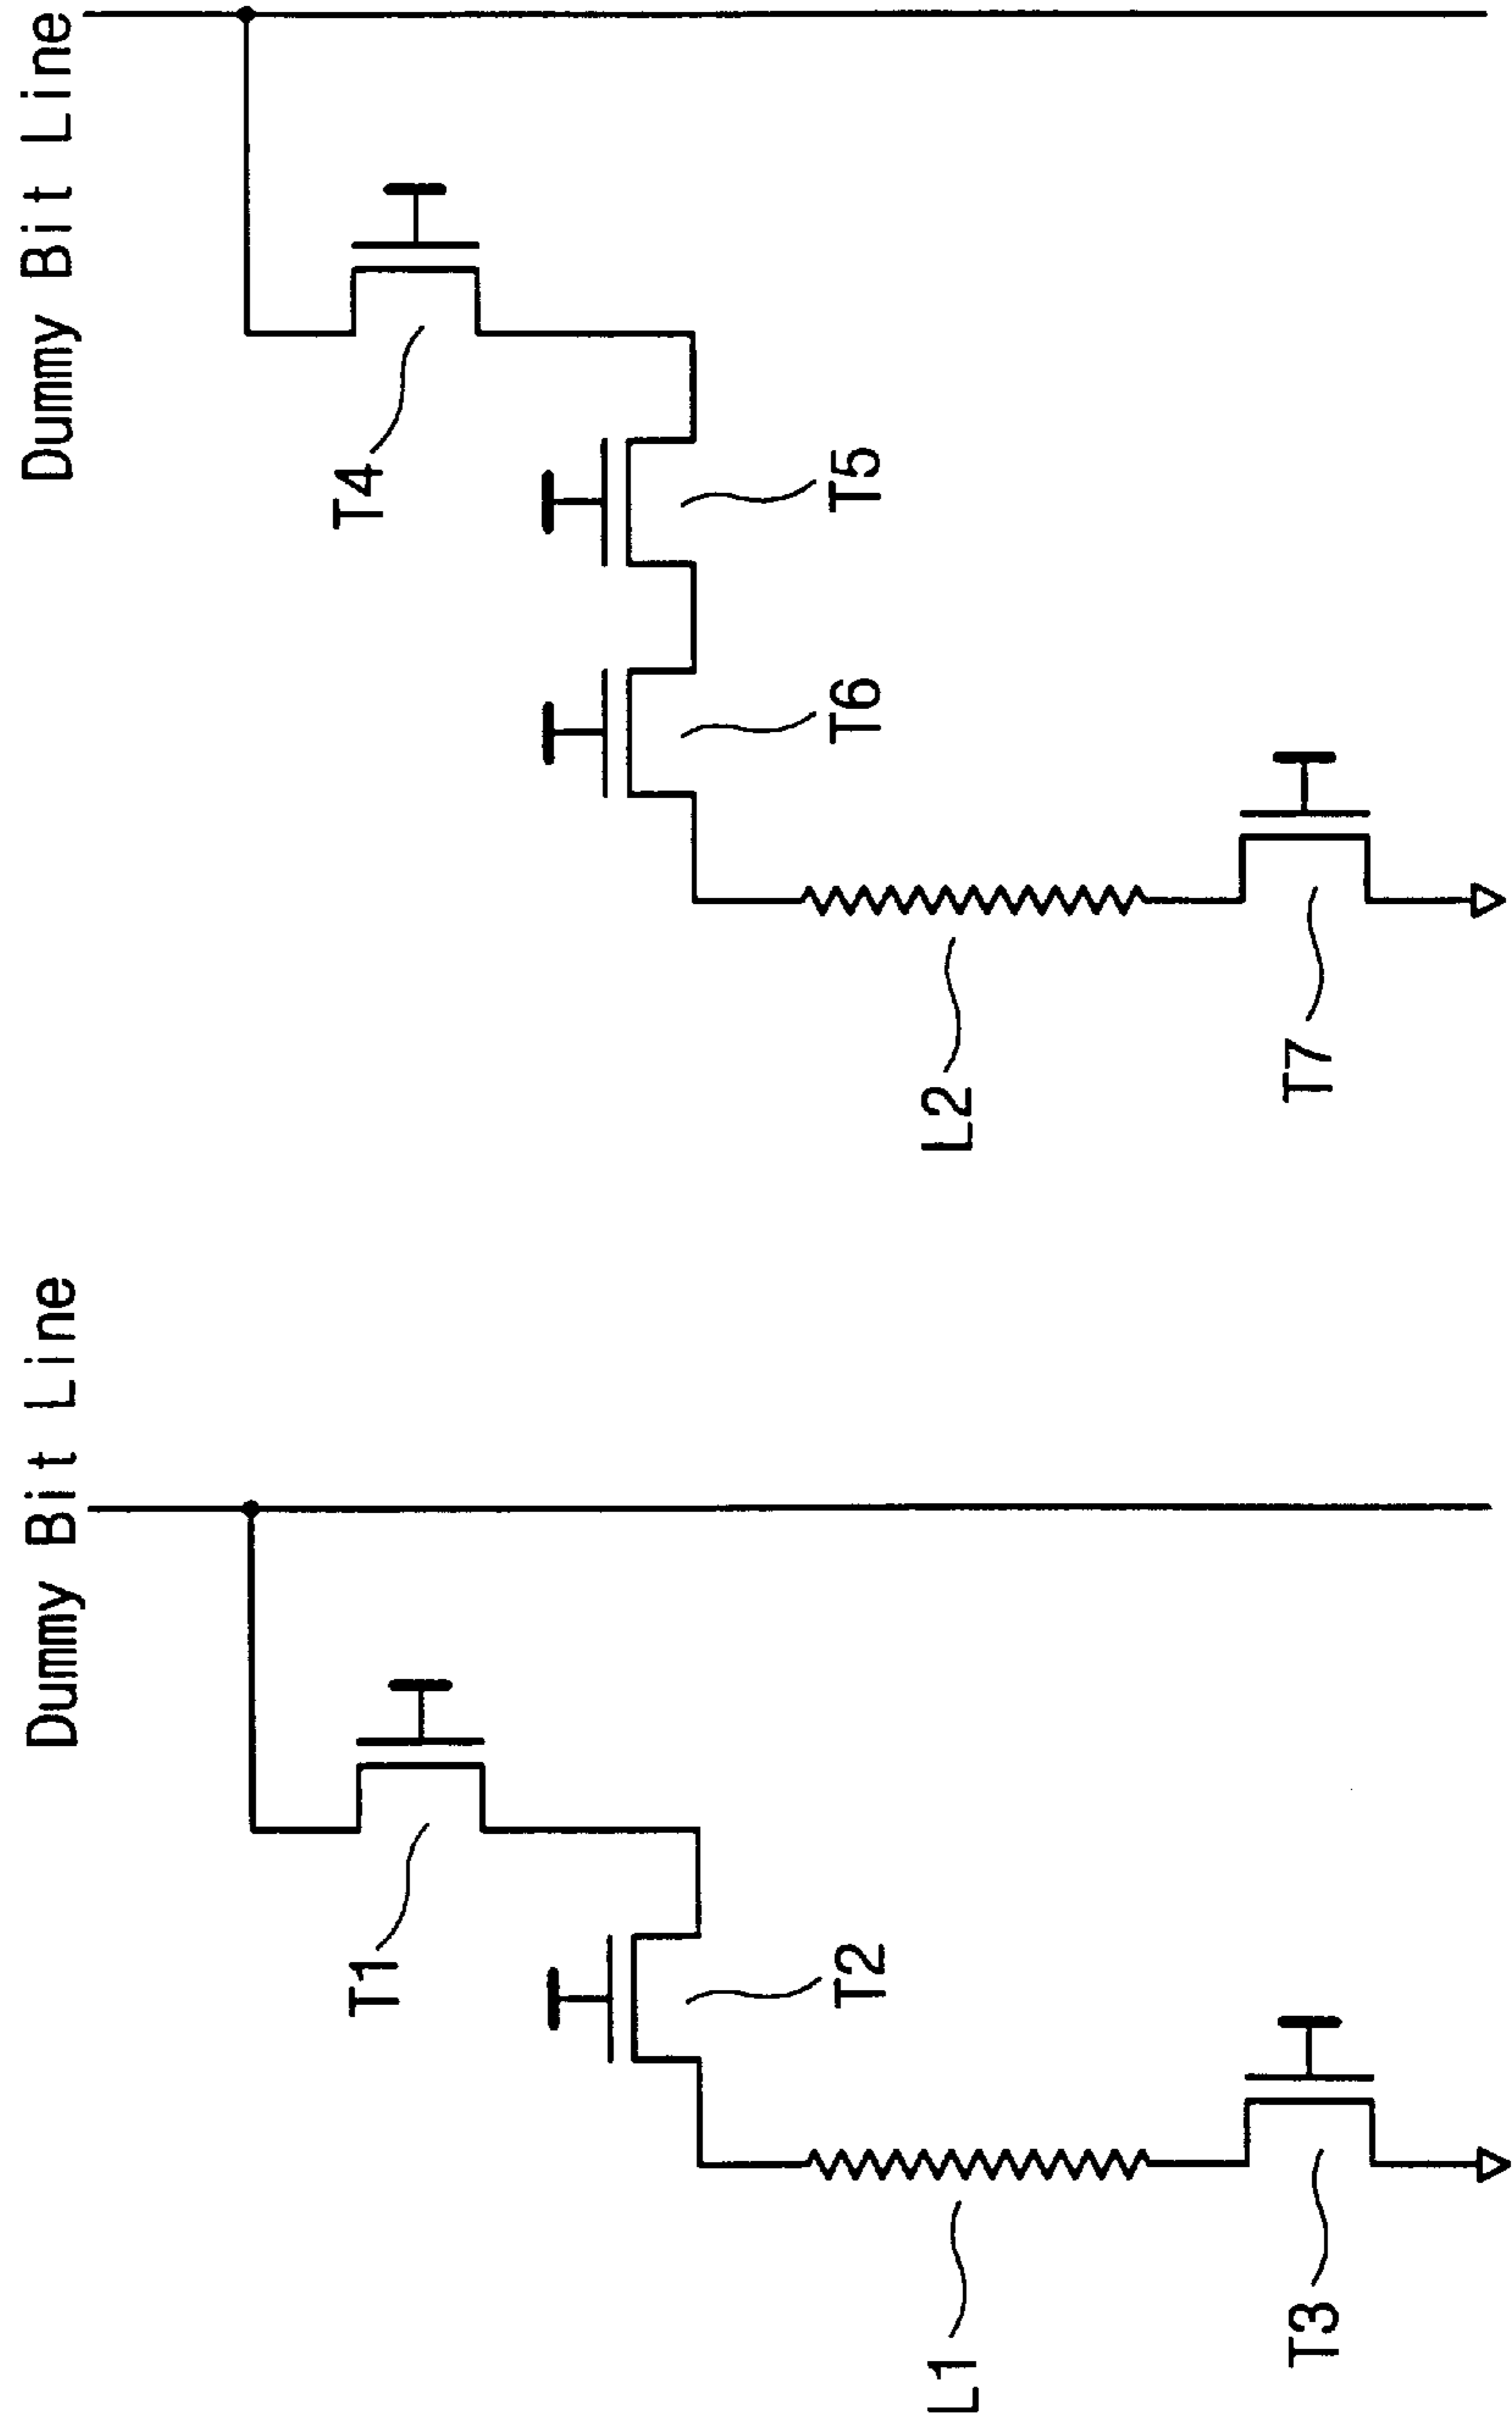 Dummy Bit Line
T1
T2
L1
T3
Dummy Bit Line
T4
T5
T6
L2
T7